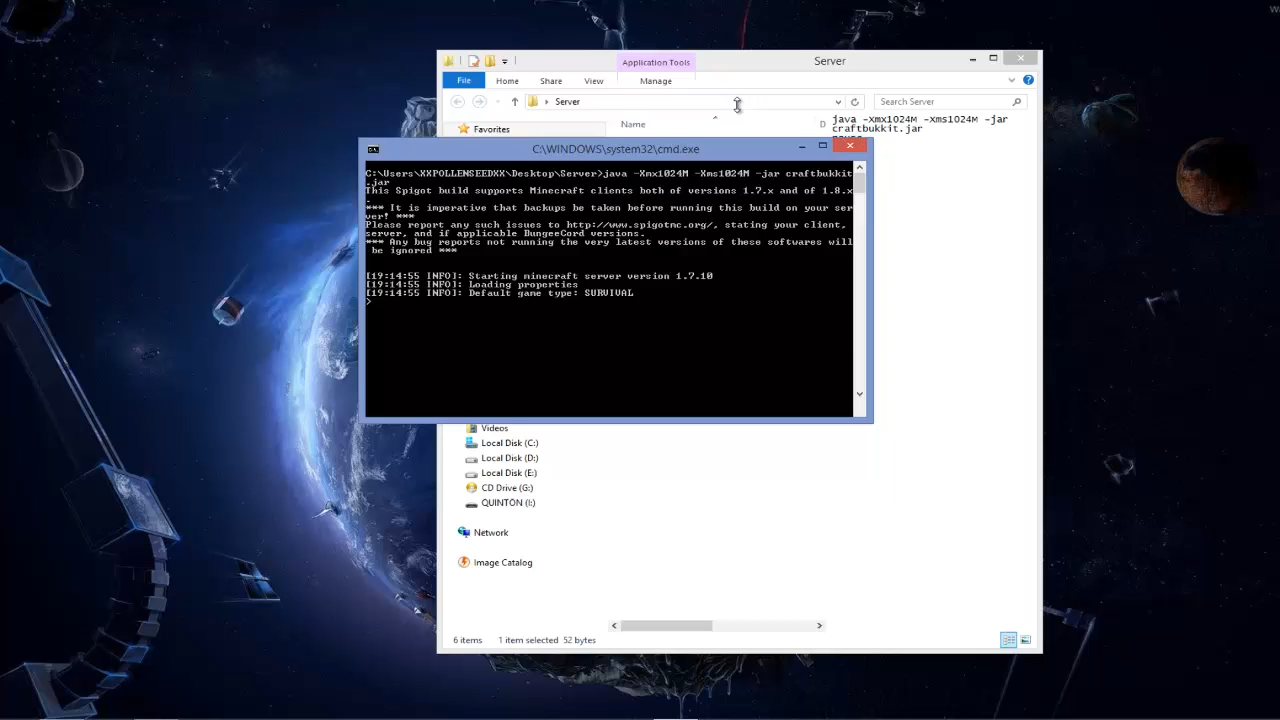 W
Application Tools
Server
File
Home
Share
View
Manage
Server
Search Server
Favorites
Name
D
java -Xmx1024M -Xms1024M -jar
craftbukkit.jar
C:\WINDOWS\system32\cmd.exe
C:\Users\XXPOLLENSEEDXX\Desktop\Server>java -Xmx1024M -Xms1024M -jar craftbukkit
.jar
This Spigot build supports Minecraft clients both of versions 1.7.x and of 1.8.x
.
*** It is imperative that backups be taken before running this build on your ser
ver! ***
Please report any such issues to http://www.spigotmc.org/, stating your client,
server, and if applicable BungeeCord versions.
*** Any bug reports not running the very latest versions of these softwares will
be ignored ***
[19:14:55 INFO]: Starting minecraft server version 1.7.10
[19:14:55 INFO]: Loading properties
[19:14:55 INFO]: Default game type: SURVIVAL
>
Videos
Local Disk (C:)
Local Disk (D:)
Local Disk (E:)
CD Drive (G:)
QUINTON (I:)
Network
Image Catalog
6 items
1 item selected 52 bytes